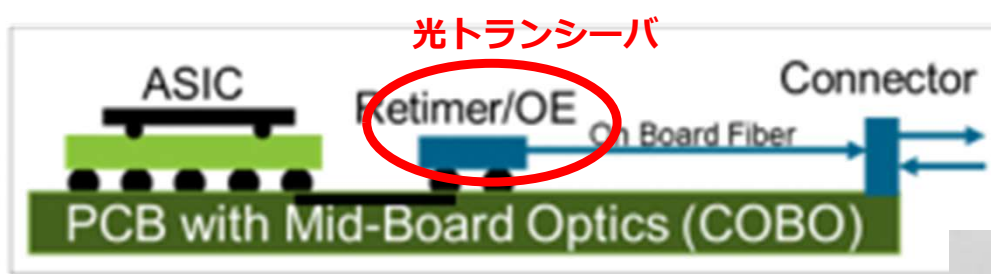 光トランシーバ
ASIC
Retimer/OE
Connector
On Board Fiber
PCB with Mid-Board Optics (COBO)